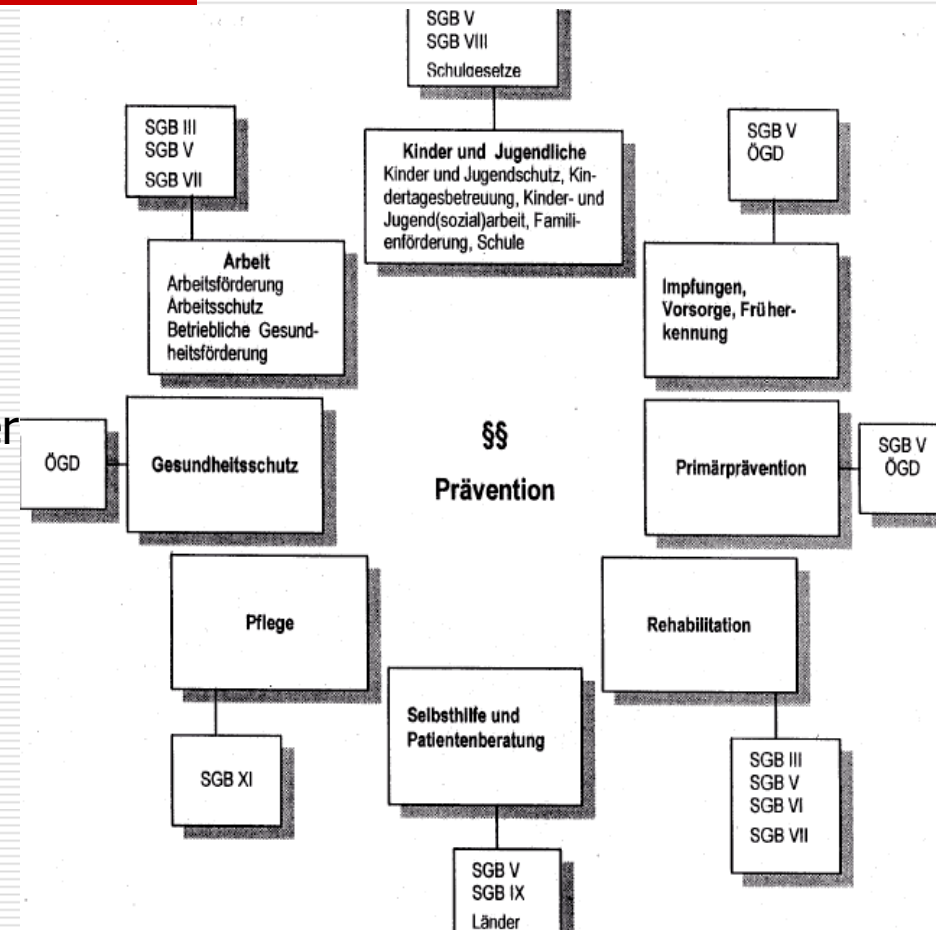 SGB V
SGB VIII
Schulgesetze
Kinder und Jugendliche
Kinder und Jugendschutz, Kin-
dertagesbetreuung, Kinder- und
Jugend(sozial)arbeit, Famili-
enförderung, Schule
SGB III
SGB V
SGB VII
Arbeit
Arbeitsförderung
Arbeitsschutz
Betriebliche Gesund-
heitsförderung
SGB V
ÖGD
Impfungen,
Vorsorge, Früher-
kennung
ÖGD
Gesundheitsschutz
§§
Prävention
Primärprävention
SGB V
ÖGD
Pflege
SGB XI
Selbsthilfe und
Patientenberatung
SGB V
SGB IX
Länder
Rehabilitation
SGB III
SGB V
SGB VI
SGB VII